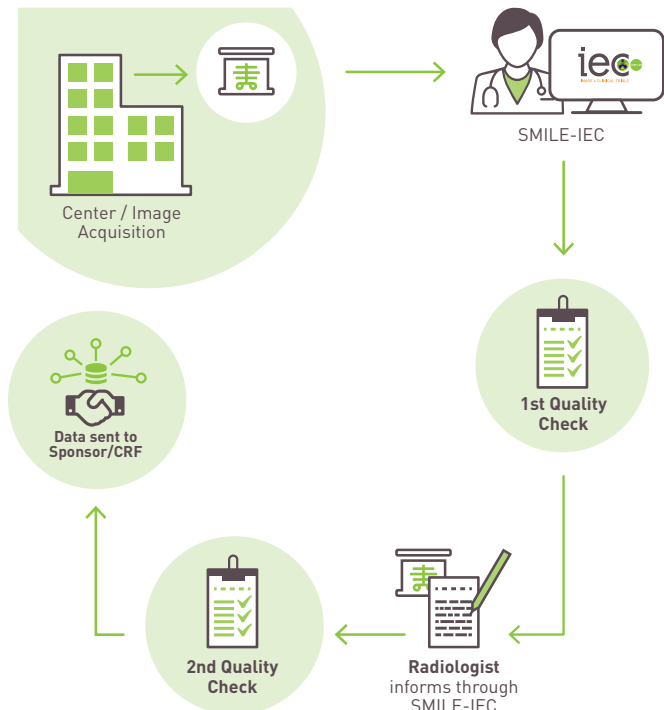 iec
SMILE-IEC
Center / Image
Acquisition
1st Quality
Check
Data sent to
Sponsor/CRF
2nd Quality
Check
Radiologist
informs through
SMILE-IEC